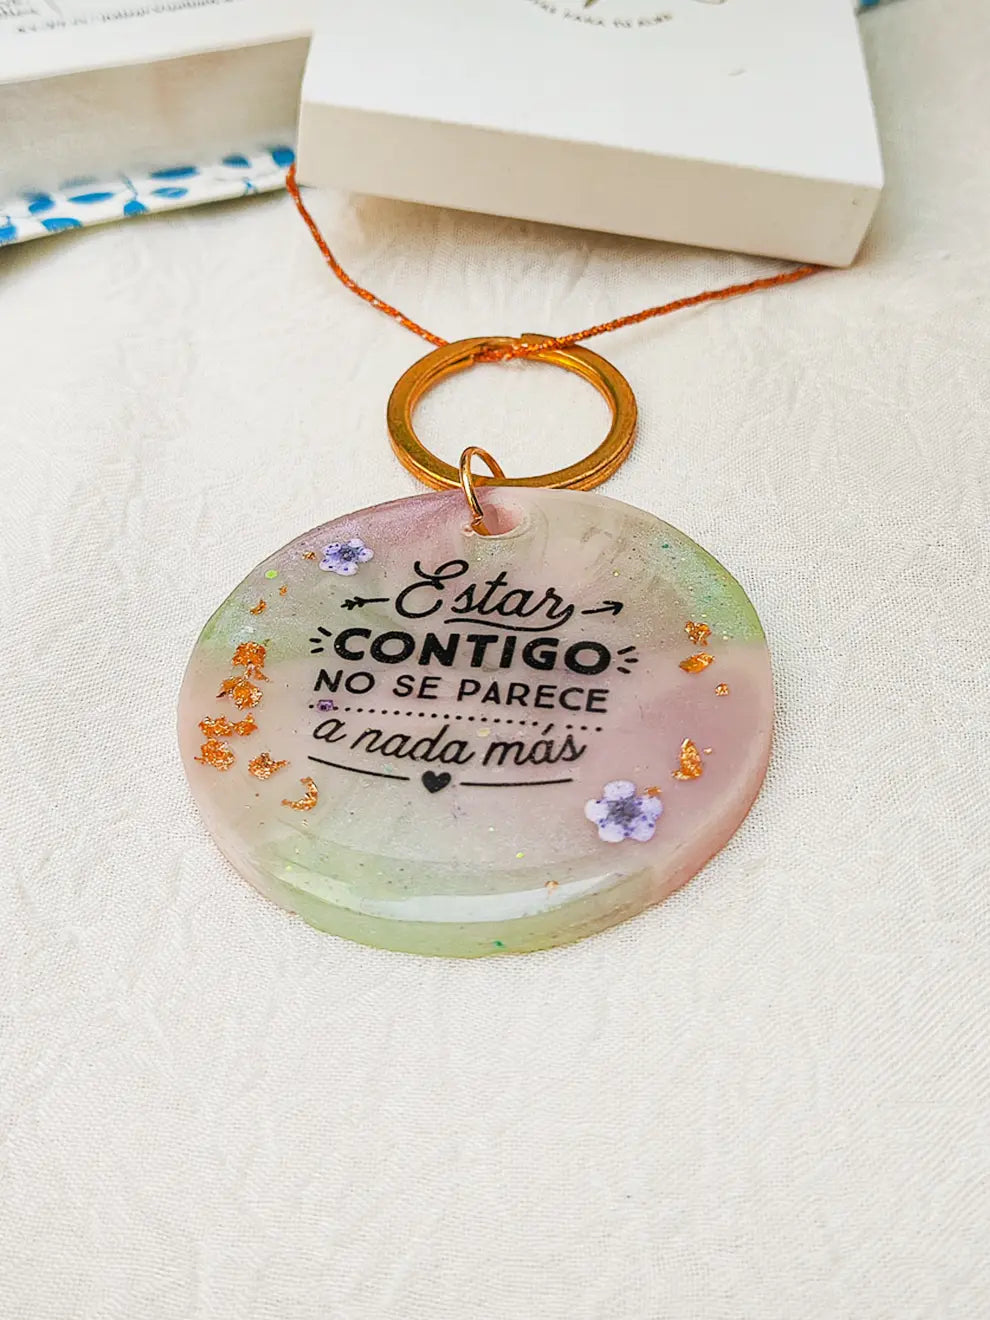 Estar
CONTIGO
NO SE PARECE
a nada más